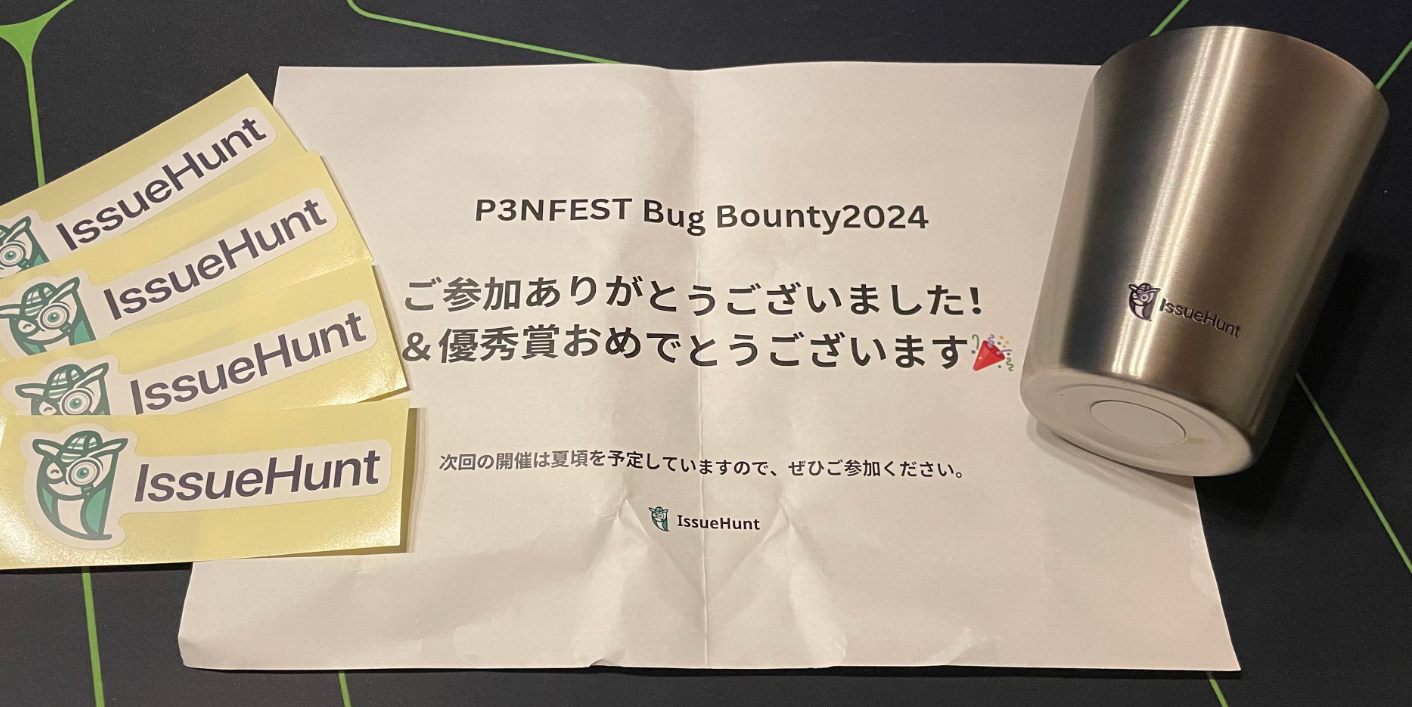 IssueHunt
IssueHunt
IssueHunt
IssueHunt
P3NFEST Bug Bounty2024
ご参加ありがとうございました!
&優秀賞おめでとうございます🎉
次回の開催は夏頃を予定していますので、ぜひご参加ください。
IssueHunt
IssueHunt